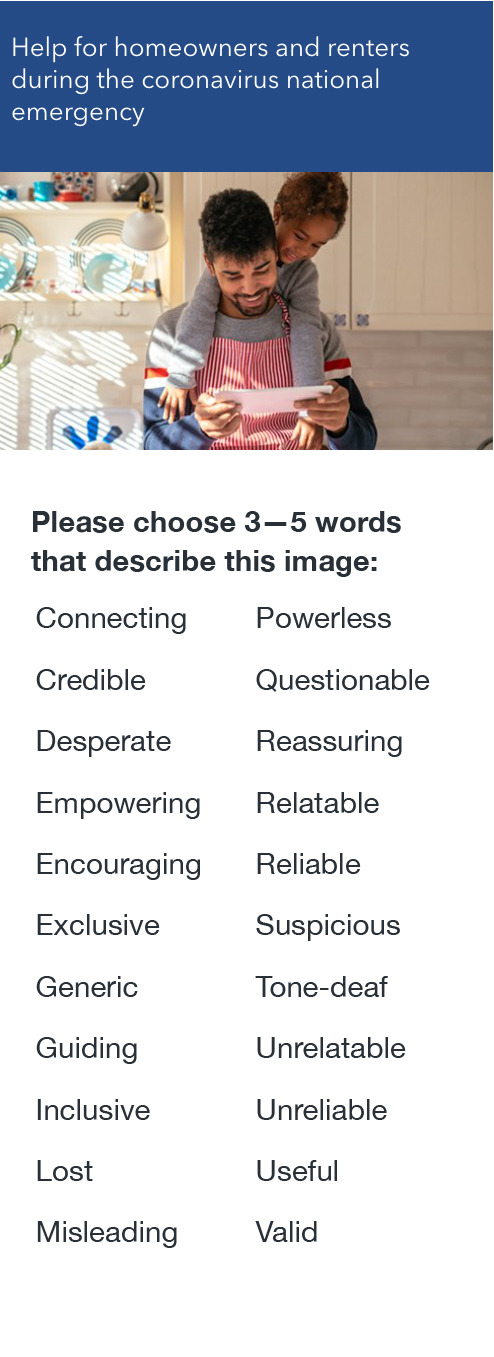 Help for homeowners and renters
during the coronavirus national
emergency
Please choose 3—5 words
that describe this image:
Connecting
Credible
Desperate
Empowering
Encouraging
Exclusive
Generic
Guiding
Inclusive
Lost
Misleading
Powerless
Questionable
Reassuring
Relatable
Reliable
Suspicious
Tone-deaf
Unrelatable
Unreliable
Useful
Valid